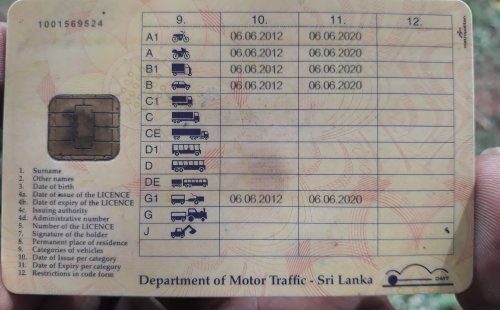 1001569524
9. 10. 11. 12.
A1 06.06.2012 06.06.2020
A 06.06.2012 06.06.2020
B1 06.06.2012 06.06.2020
B 06.06.2012 06.06.2020
C1
C
CE
D1
D
DE
G1 06.06.2012 06.06.2020
G
J
1. Surname
2. Other names
3. Date of birth
4a. Date of issue of the LICENCE
4b. Date of expiry of the LICENCE
4c. Issuing authority
4d. Administrative number
5. Number of the LICENCE
7. Signature of the holder
8. Permanent place of residence
9. Categories of vehicles
10. Date of Issue per category
11. Date of Expiry per category
12. Restrictions in code form
Department of Motor Traffic - Sri Lanka
DMT